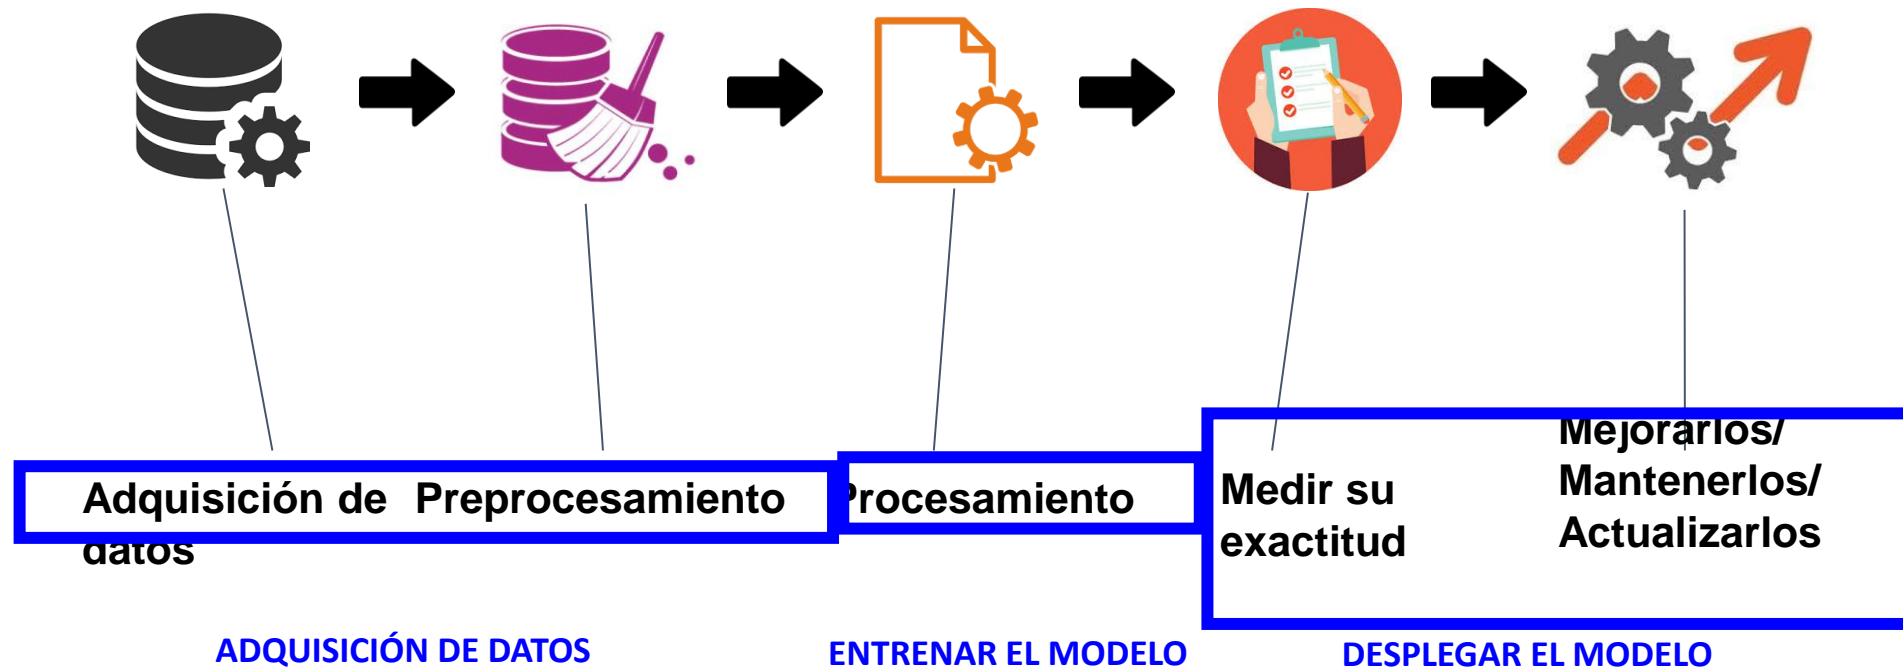 Adquisición de
datos
Preprocesamiento
Procesamiento
Medir su
exactitud
Mejorarlos/
Mantenerlos/
Actualizarlos
ADQUISICIÓN DE DATOS
ENTRENAR EL MODELO
DESPLEGAR EL MODELO